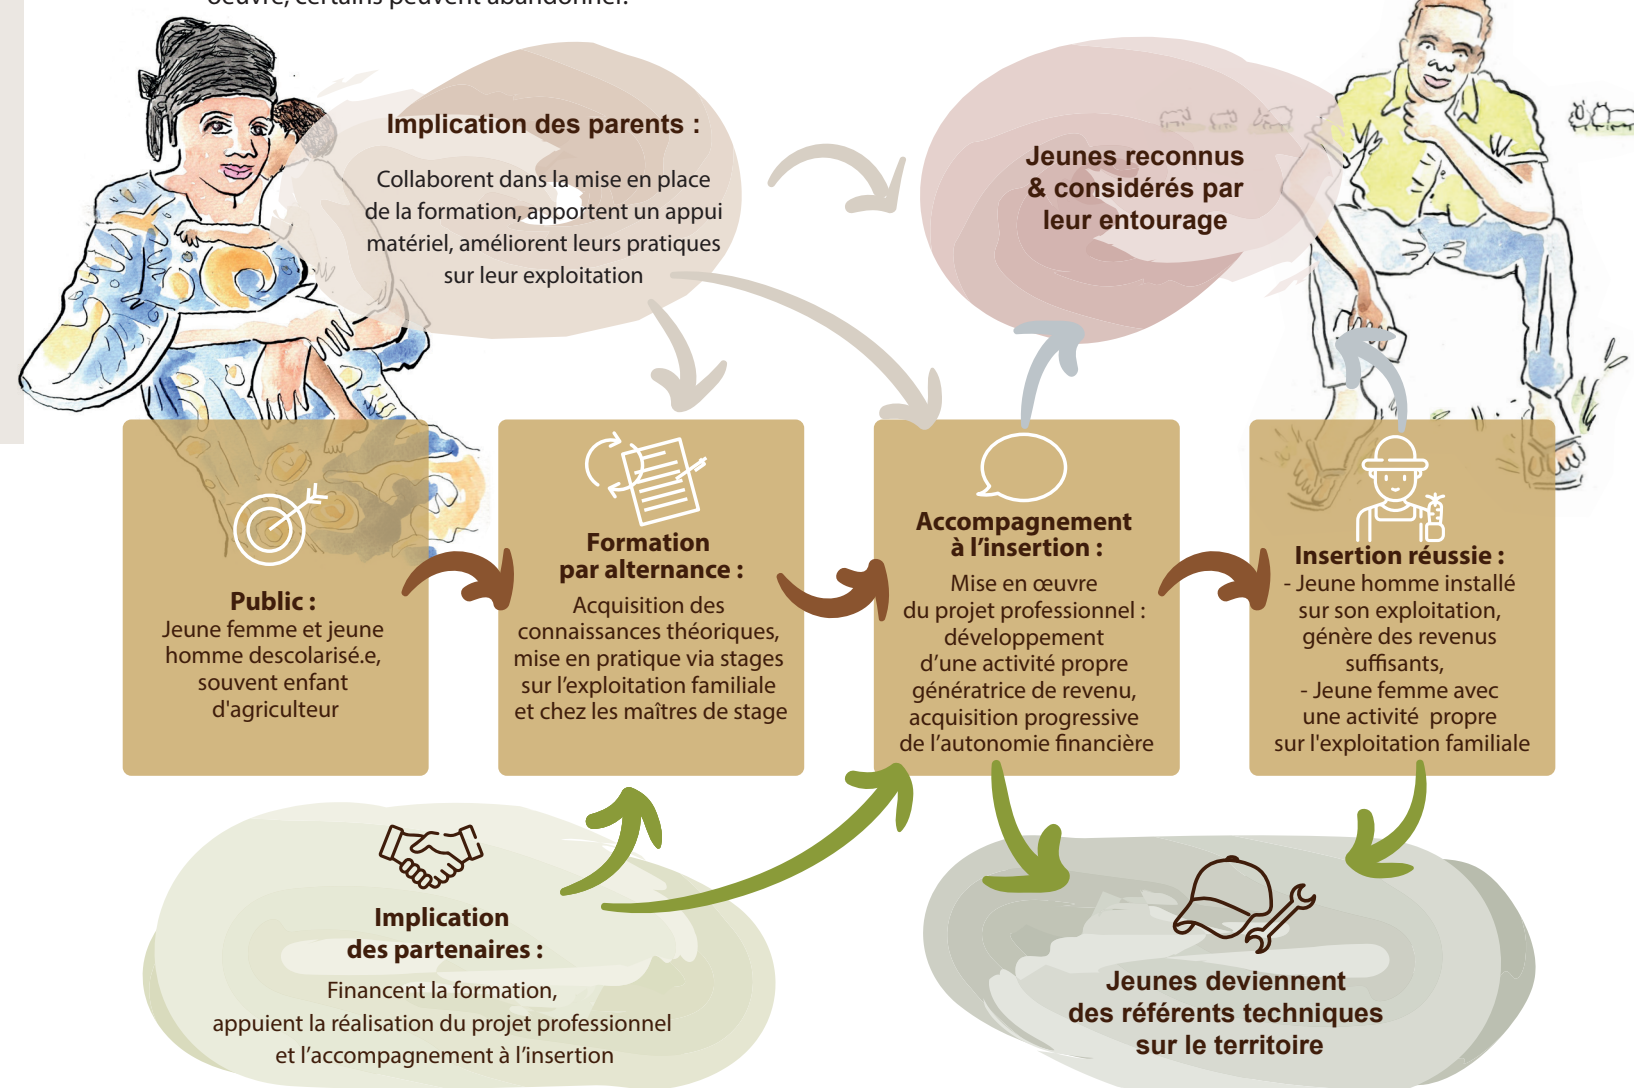 oeuvre, certains peuvent abandonner.
Implication des parents :
Collaborent dans la mise en place
de la formation, apportent un appui
matériel, améliorent leurs pratiques
sur leur exploitation
Jeunes reconnus
& considérés par
leur entourage
Public :
Jeune femme et jeune
homme descolarisé.e,
souvent enfant
d'agriculteur
Formation
par alternance :
Acquisition des
connaissances théoriques,
mise en pratique via stages
sur l'exploitation familiale
et chez les maîtres de stage
Accompagnement
à l'insertion :
Mise en œuvre
du projet professionnel :
développement
d'une activité propre
génératrice de revenu,
acquisition progressive
de l'autonomie financière
Insertion réussie :
- Jeune homme installé
sur son exploitation,
génère des revenus
suffisants,
- Jeune femme avec
une activité propre
sur l'exploitation familiale
Implication
des partenaires :
Financent la formation,
appuient la réalisation du projet professionnel
et l'accompagnement à l'insertion
Jeunes deviennent
des référents techniques
sur le territoire